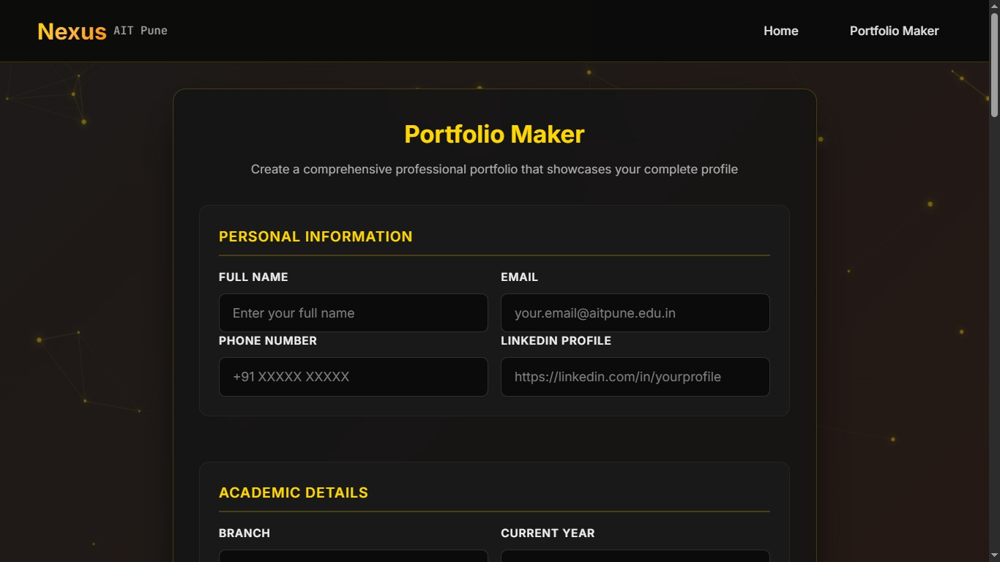 Nexus AIT Pune Home Portfolio Maker
Portfolio Maker
Create a comprehensive professional portfolio that showcases your complete profile
PERSONAL INFORMATION
FULL NAME EMAIL
Enter your full name your.email@aitpune.edu.in
PHONE NUMBER LINKEDIN PROFILE
+91 XXXXX XXXXX https://linkedin.com/in/yourprofile
ACADEMIC DETAILS
BRANCH CURRENT YEAR